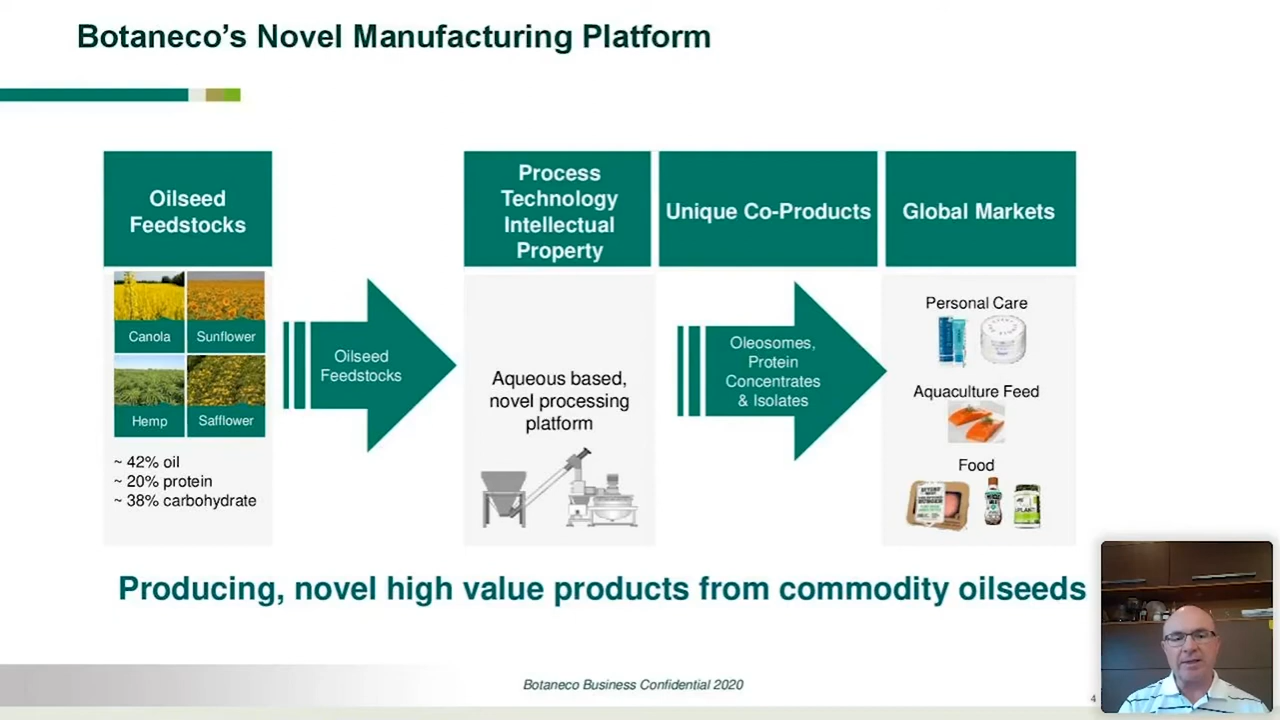 Botaneco’s Novel Manufacturing Platform
Oilseed
Feedstocks
Process
Technology
Intellectual
Property
Unique Co-Products
Global Markets
Canola
Sunflower
Hemp
Safflower
~ 42% oil
~ 20% protein
~ 38% carbohydrate
Oilseed
Feedstocks
Aqueous based,
novel processing
platform
Oleosomes,
Protein
Concentrates
& Isolates
Personal Care
Aquaculture Feed
Food
PLANT
Producing, novel high value products from commodity oilseeds
Botaneco Business Confidential 2020
4